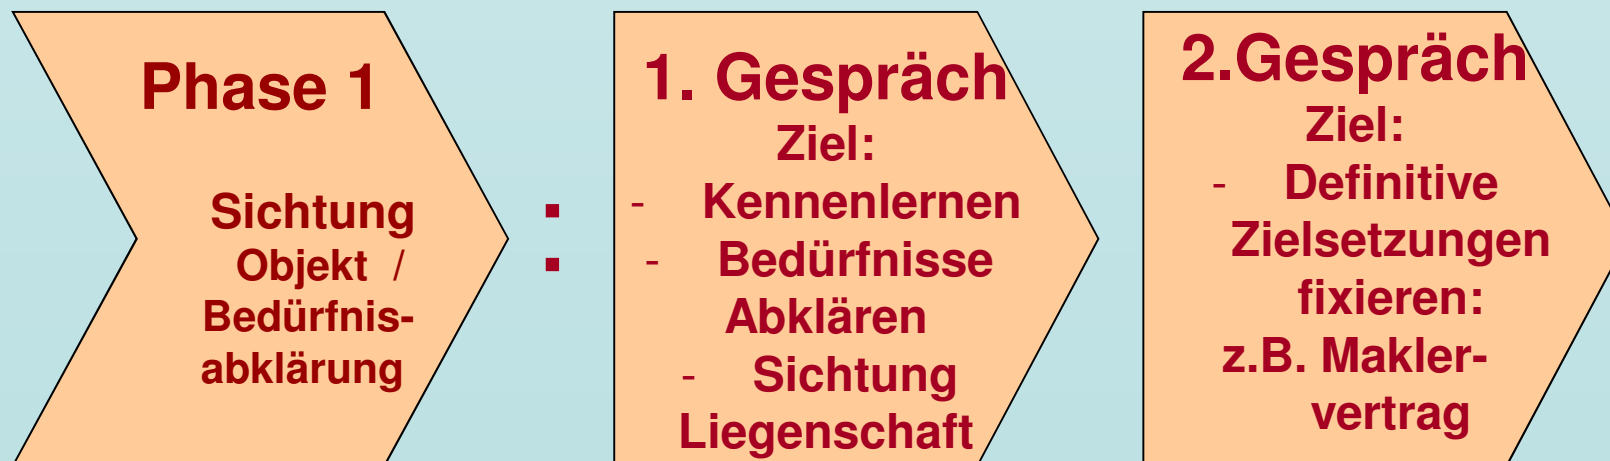 Phase 1
Sichtung
Objekt /
Bedürfnis-
abklärung
:
1. Gespräch
Ziel:
- Kennenlernen
- Bedürfnisse
Abklären
- Sichtung
Liegenschaft
2.Gespräch
Ziel:
- Definitive
Zielsetzungen
fixieren:
z.B. Makler-
vertrag